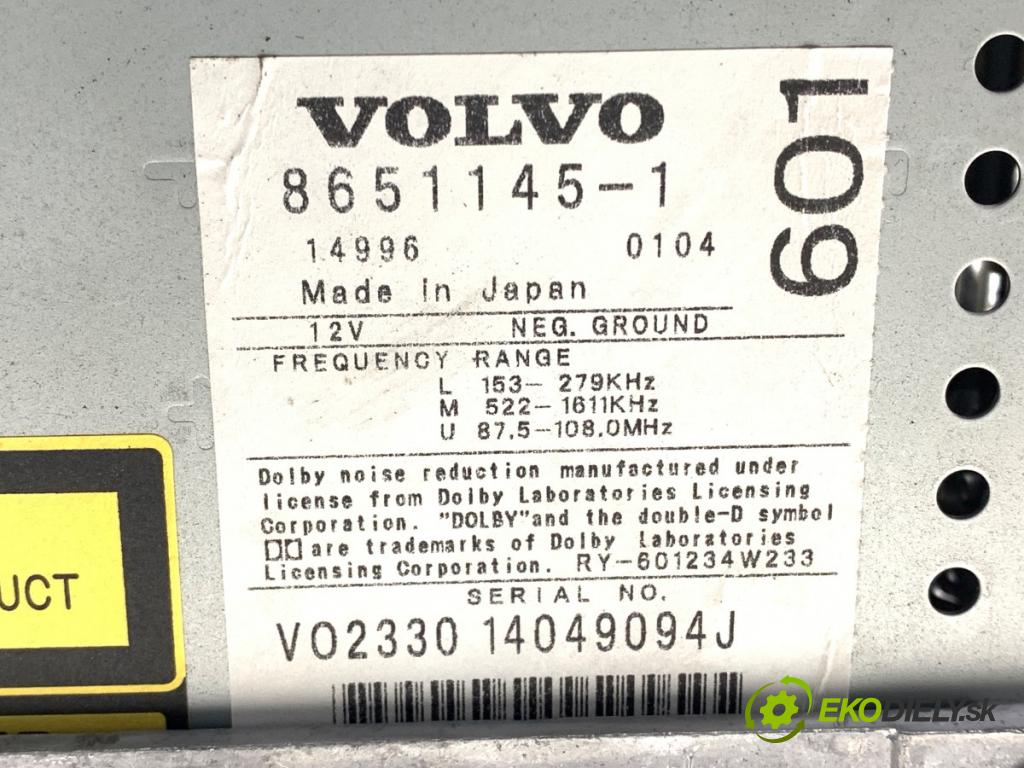 VOLVO
8651145-1
14996 0104
Made In Japan
12V NEG. GROUND
FREQUENCY RANGE
L 153- 279KHz
M 522-1611KHz
U 87.5-108.0MHz
Dolby noise reduction manufactured under
license from Dolby Laboratories Licensing
Corporation. "DOLBY"and the double-D symbol
are trademarks of Dolby Laboratories
Licensing Corporation. RY-601234W233
SERIAL NO.
VO2330 14049094J
L09
UCT
EKODIELY.SK